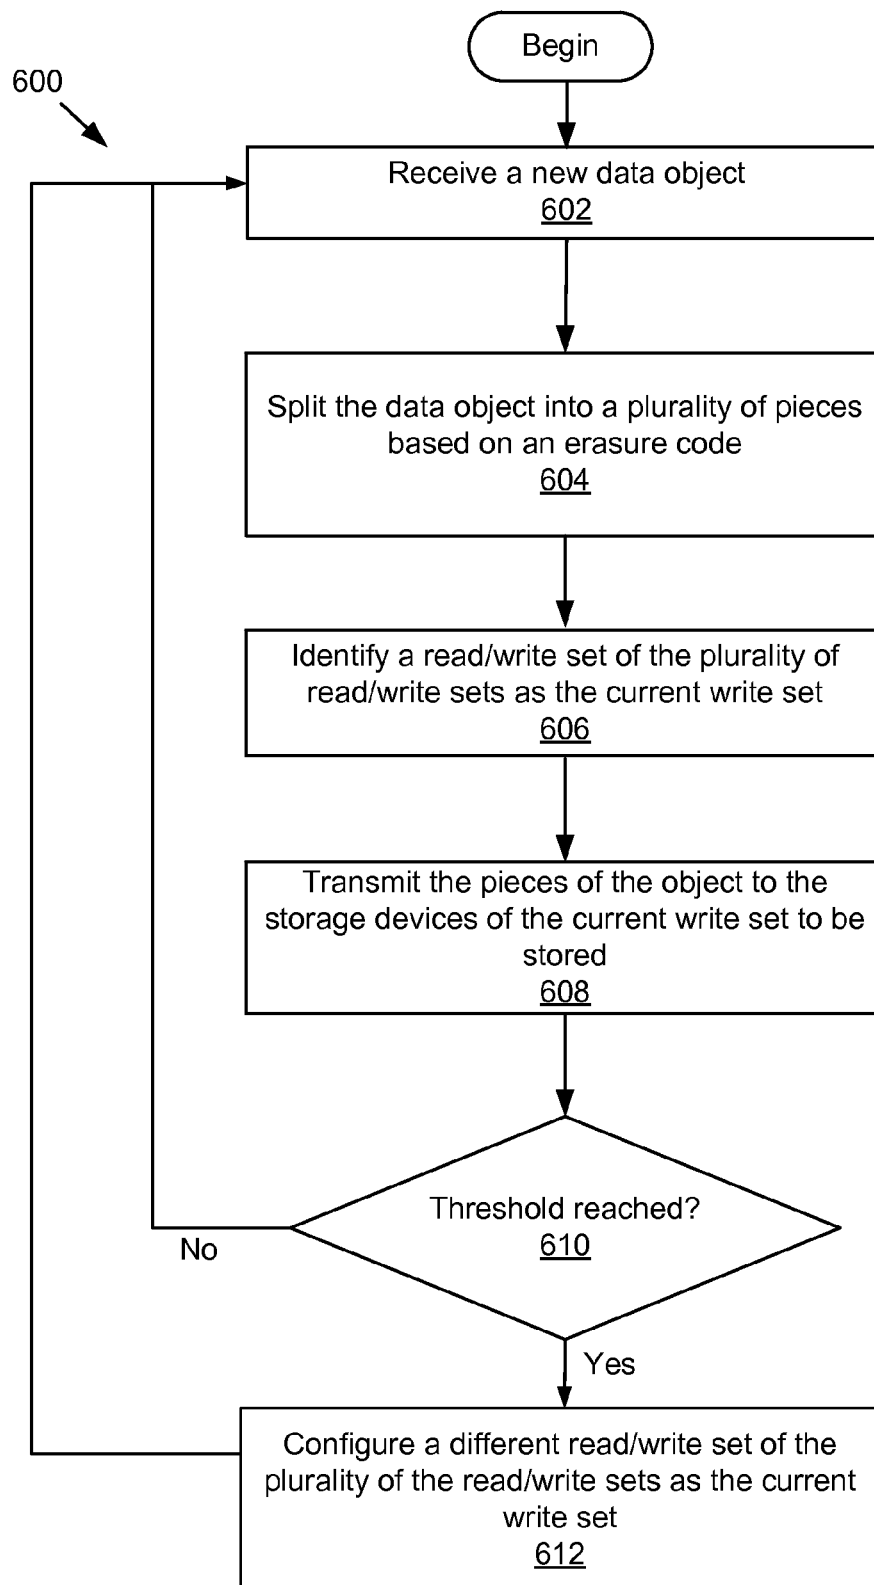 Begin
600
Receive a new data object
602
Split the data object into a plurality of pieces
based on an erasure code
604
Identify a read/write set of the plurality of
read/write sets as the current write set
606
Transmit the pieces of the object to the
storage devices of the current write set to be
stored
608
Threshold reached?
610
No
Yes
Configure a different read/write set of the
plurality of the read/write sets as the current
write set
612